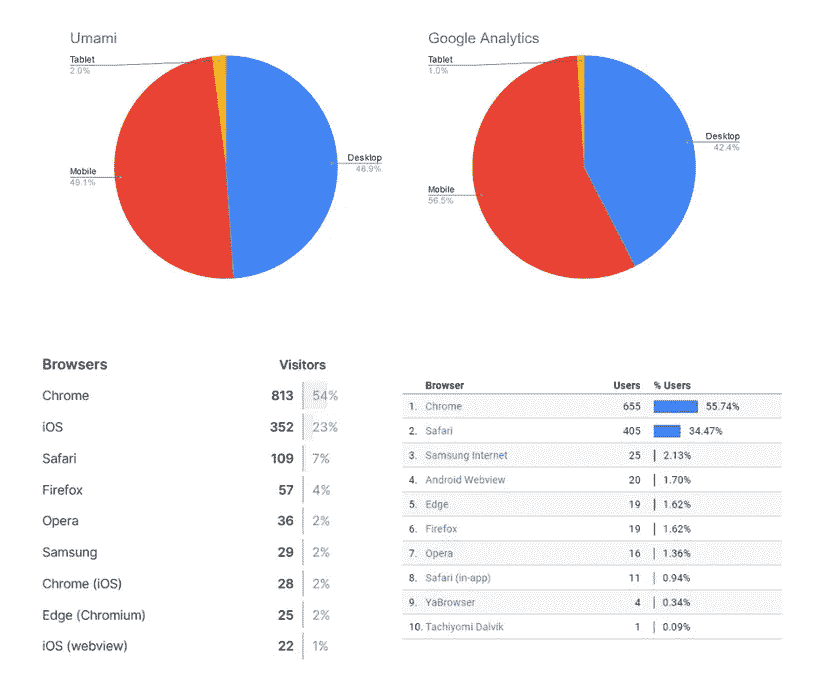 Umami
Tablet
2.0%
Desktop
48.9%
Mobile
49.1%
Google Analytics
Tablet
1.0%
Desktop
42.4%
Mobile
56.5%
Browsers Visitors
Chrome 813 54%
iOS 352 23%
Safari 109 7%
Firefox 57 4%
Opera 36 2%
Samsung 29 2%
Chrome (iOS) 28 2%
Edge (Chromium) 25 2%
iOS (webview) 22 1%
Browser Users % Users
1. Chrome 655 55.74%
2. Safari 405 34.47%
3. Samsung Internet 25 2.13%
4. Android Webview 20 1.70%
5. Edge 19 1.62%
6. Firefox 19 1.62%
7. Opera 16 1.36%
8. Safari (in-app) 11 0.94%
9. YaBrowser 4 0.34%
10. Tachiyomi Dalvik 1 0.09%